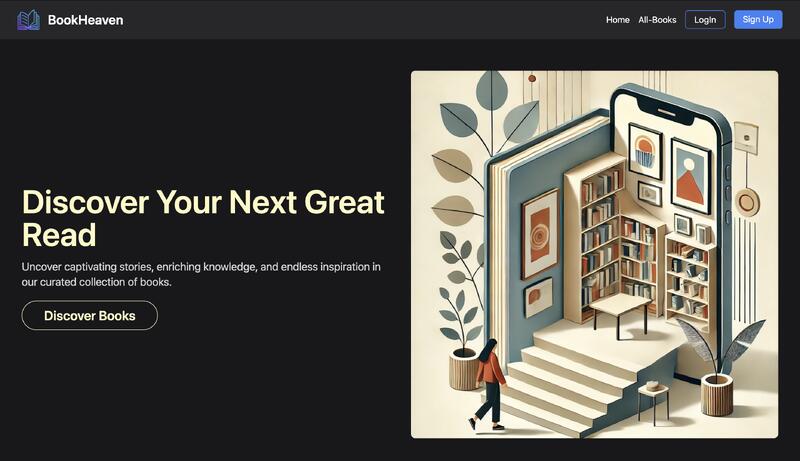 BookHeaven
Home
All-Books
LogIn
Sign Up
Discover Your Next Great
Read
Uncover captivating stories, enriching knowledge, and endless inspiration in
our curated collection of books.
Discover Books